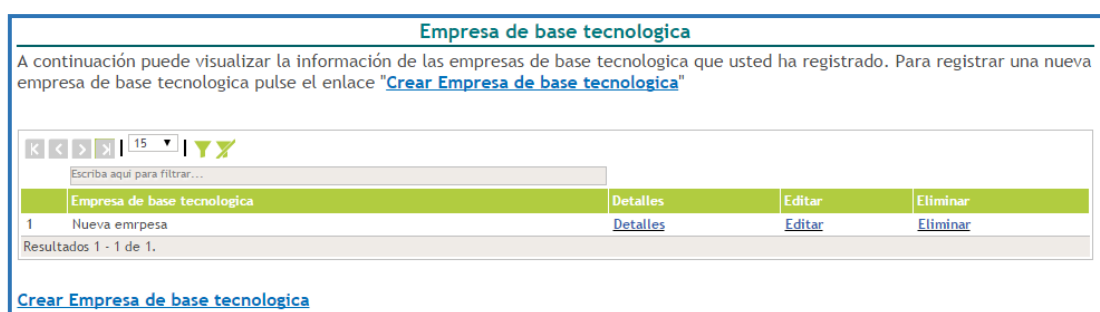 Empresa de base tecnologica
A continuación puede visualizar la información de las empresas de base tecnologica que usted ha registrado. Para registrar una nueva
empresa de base tecnologica pulse el enlace "Crear Empresa de base tecnologica"
15
Escriba aqui para filtrar...
Empresa de base tecnologica Detalles Editar Eliminar
1 Nueva emrpesa Detalles Editar Eliminar
Resultados 1 - 1 de 1.
Crear Empresa de base tecnologica